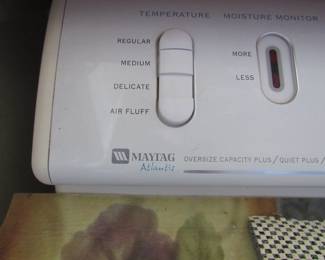 TEMPERATURE MOISTURE MONITOR
REGULAR
MEDIUM
DELICATE
AIR FLUFF
MORE
LESS
MAYTAG
Atlantis
OVERSIZE CAPACITY PLUS / QUIET PLUS /